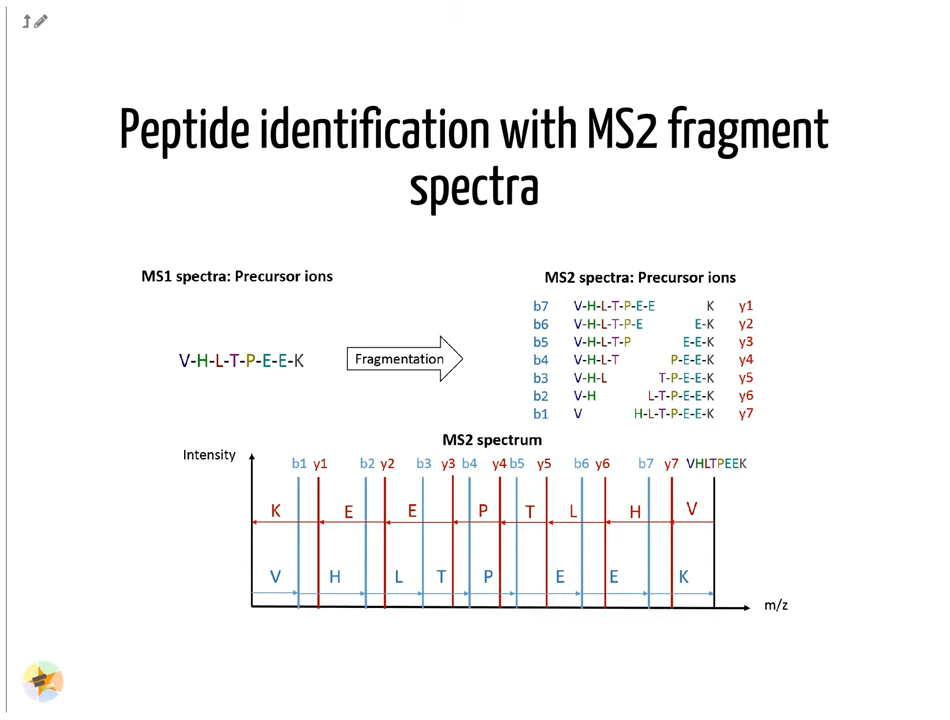 Peptide identification with MS2 fragment
spectra
MS1 spectra: Precursor ions
MS2 spectra: Precursor ions
b7 V-H-L-T-P-E-E K y1
b6 V-H-L-T-P-E E-K y2
b5 V-H-L-T-P E-E-K y3
b4 V-H-L-T P-E-E-K y4
b3 V-H-L T-P-E-E-K y5
b2 V-H L-T-P-E-E-K y6
b1 V H-L-T-P-E-E-K y7
V-H-L-T-P-E-E-K
Fragmentation
MS2 spectrum
Intensity
b1 y1 b2 y2 b3 y3 b4 y4 b5 y5 b6 y6 b7 y7 VHLTPEEK
K E E P T L H V
V H L T P E E K
m/z